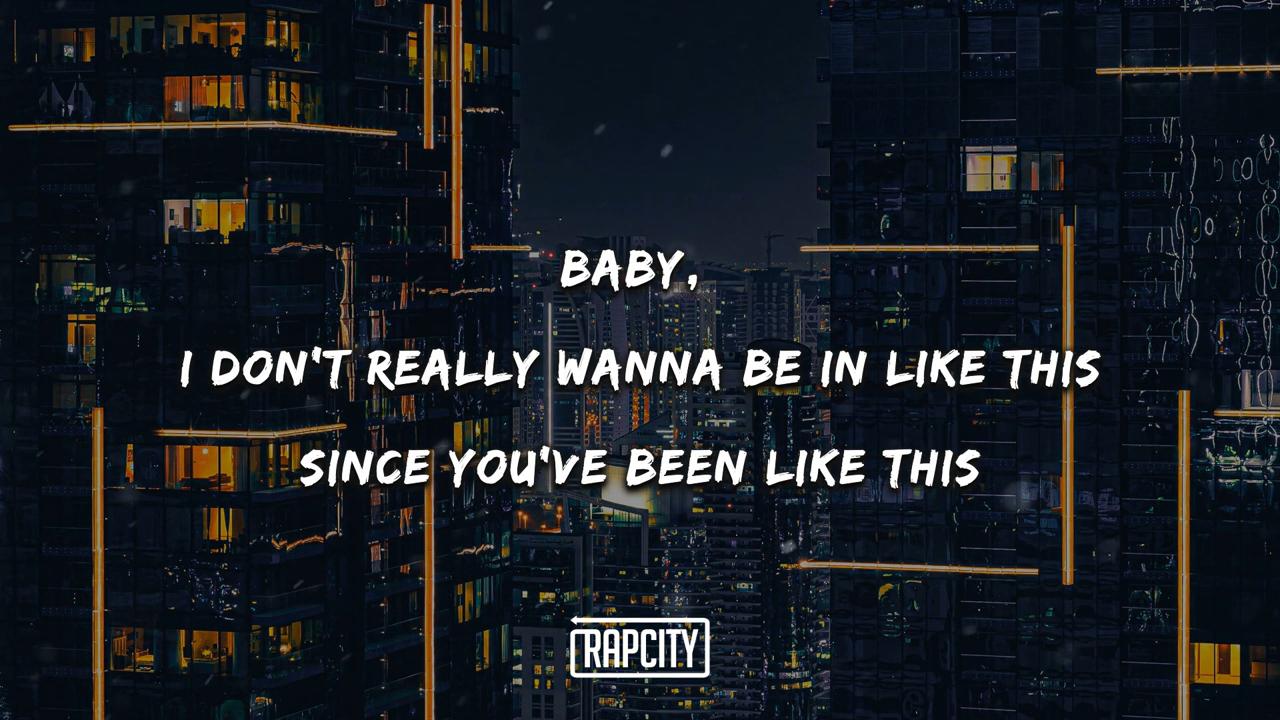 BABY,
I DON'T REALLY WANNA BE IN LIKE THIS
SINCE YOU'VE BEEN LIKE THIS
RAPCITY